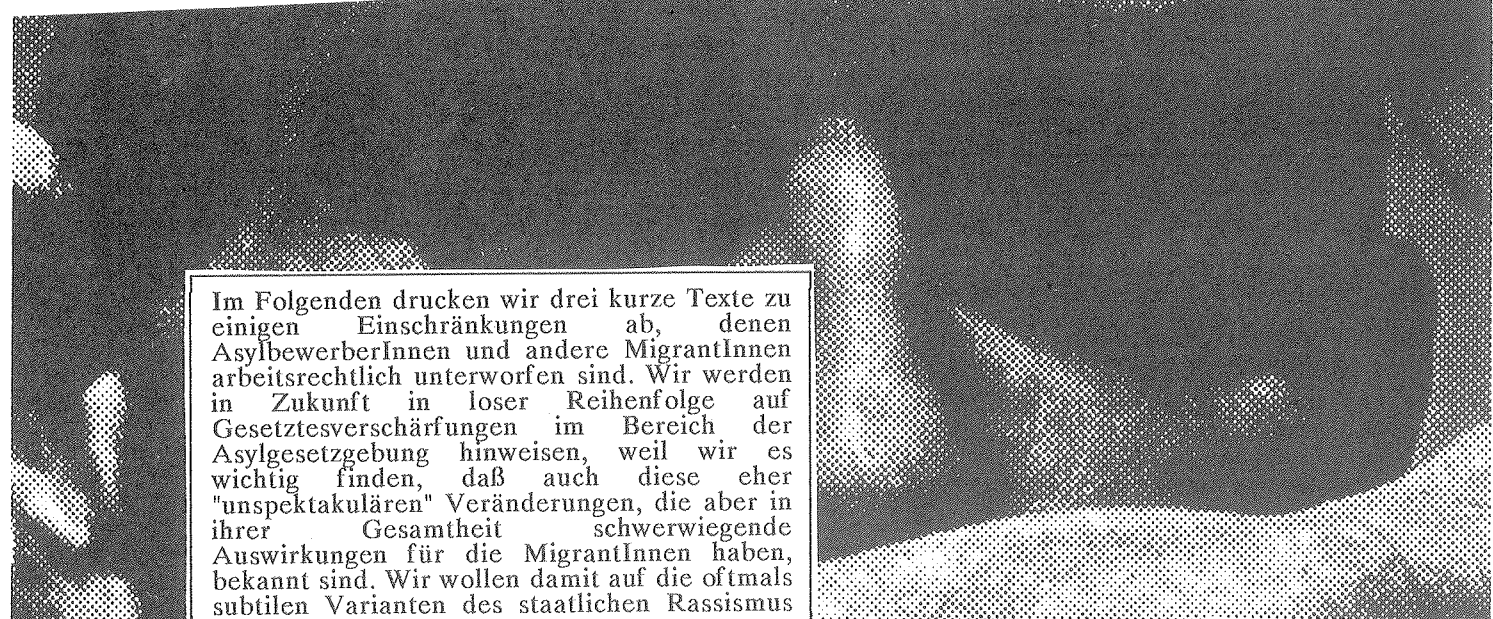 Im Folgenden drucken wir drei kurze Texte zu
einigen Einschränkungen ab, denen
AsylbewerberInnen und andere MigrantInnen
arbeitsrechtlich unterworfen sind. Wir werden
in Zukunft in loser Reihenfolge auf
Gesetztesverschärfungen im Bereich der
Asylgesetzgebung hinweisen, weil wir es
wichtig finden, daß auch diese eher
"unspektakulären" Veränderungen, die aber in
ihrer Gesamtheit schwerwiegende
Auswirkungen für die MigrantInnen haben,
bekannt sind. Wir wollen damit auf die oftmals
subtilen Varianten des staatlichen Rassismus